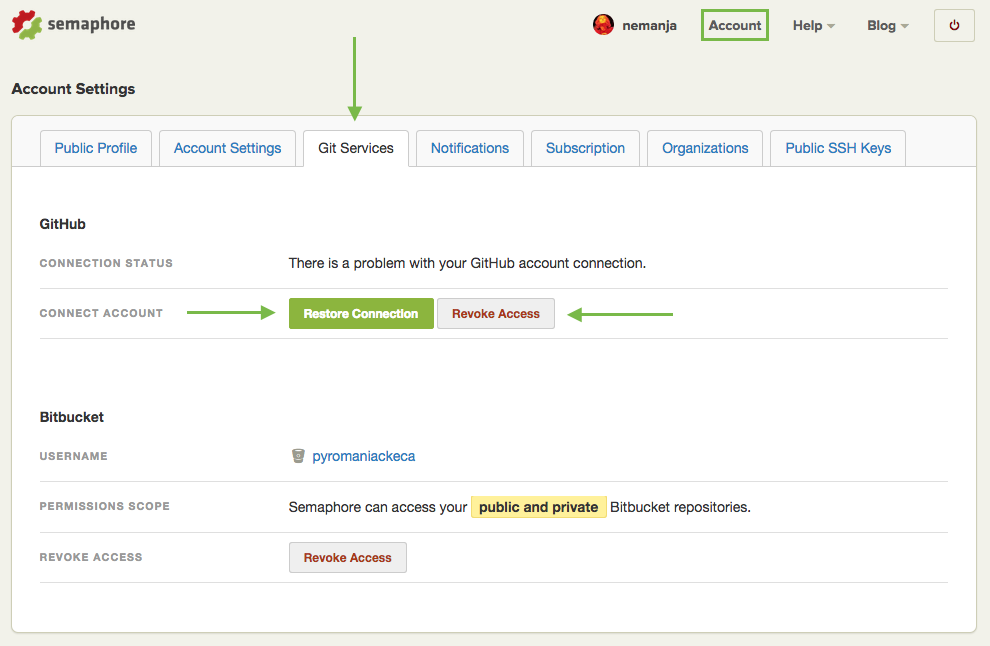 semaphore
nemanja Account Help Blog
Account Settings
Public Profile Account Settings Git Services Notifications Subscription Organizations Public SSH Keys
GitHub
CONNECTION STATUS There is a problem with your GitHub account connection.
CONNECT ACCOUNT Restore Connection Revoke Access
Bitbucket
USERNAME pyromaniackeca
PERMISSIONS SCOPE Semaphore can access your public and private Bitbucket repositories.
REVOKE ACCESS Revoke Access